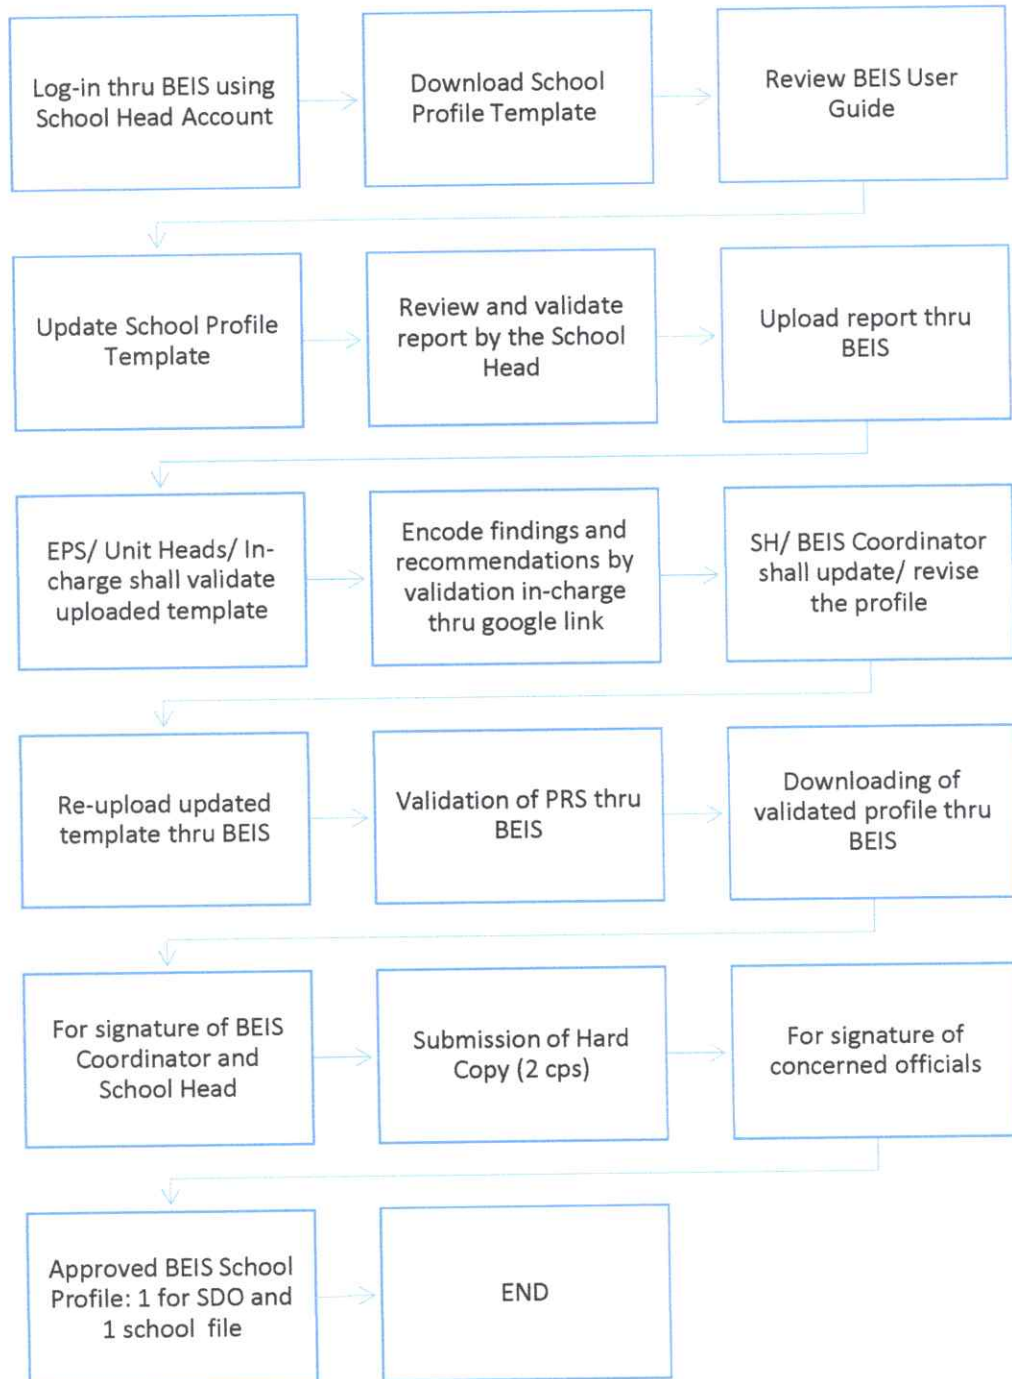 Log-in thru BEIS using
School Head Account
Download School
Profile Template
Review BEIS User
Guide
Update School Profile
Template
Review and validate
report by the School
Head
Upload report thru
BEIS
EPS/ Unit Heads/ In-
charge shall validate
uploaded template
Encode findings and
recommendations by
validation in-charge
thru google link
SH/ BEIS Coordinator
shall update/ revise
the profile
Re-upload updated
template thru BEIS
Validation of PRS thru
BEIS
Downloading of
validated profile thru
BEIS
For signature of BEIS
Coordinator and
School Head
Submission of Hard
Copy (2 cps)
For signature of
concerned officials
Approved BEIS School
Profile: 1 for SDO and
1 school file
END